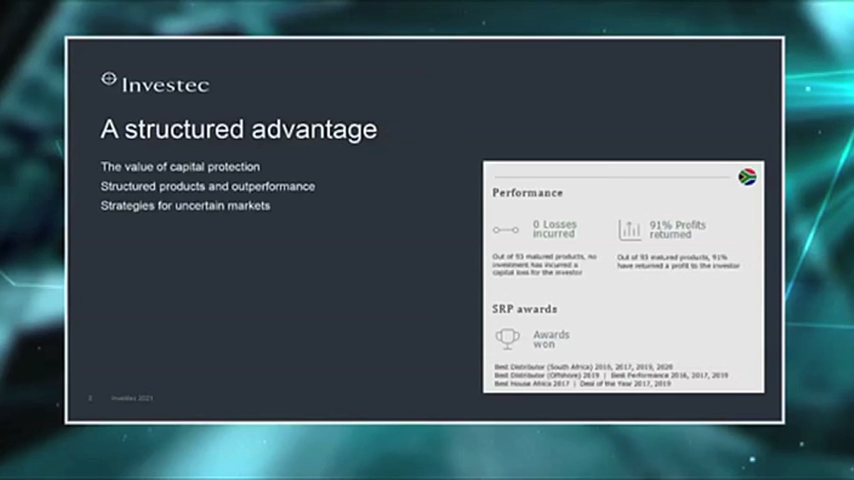 Investec
A structured advantage
The value of capital protection
Structured products and outperformance
Strategies for uncertain markets
Performance
0 Losses
incurred
91% Profits
returned
Out of 93 matured products, no
investment has incurred a
capital loss for the investor
Out of 93 matured products, 91%
have returned a profit to the investor
SRP awards
Awards
won
Best Distributor (South Africa) 2016, 2017, 2019, 2020
Best Distributor (Offshore) 2019 | Best Performance 2016, 2017, 2019
Best House Africa 2017 | Deal of the Year 2017, 2019
2 Investec 2021